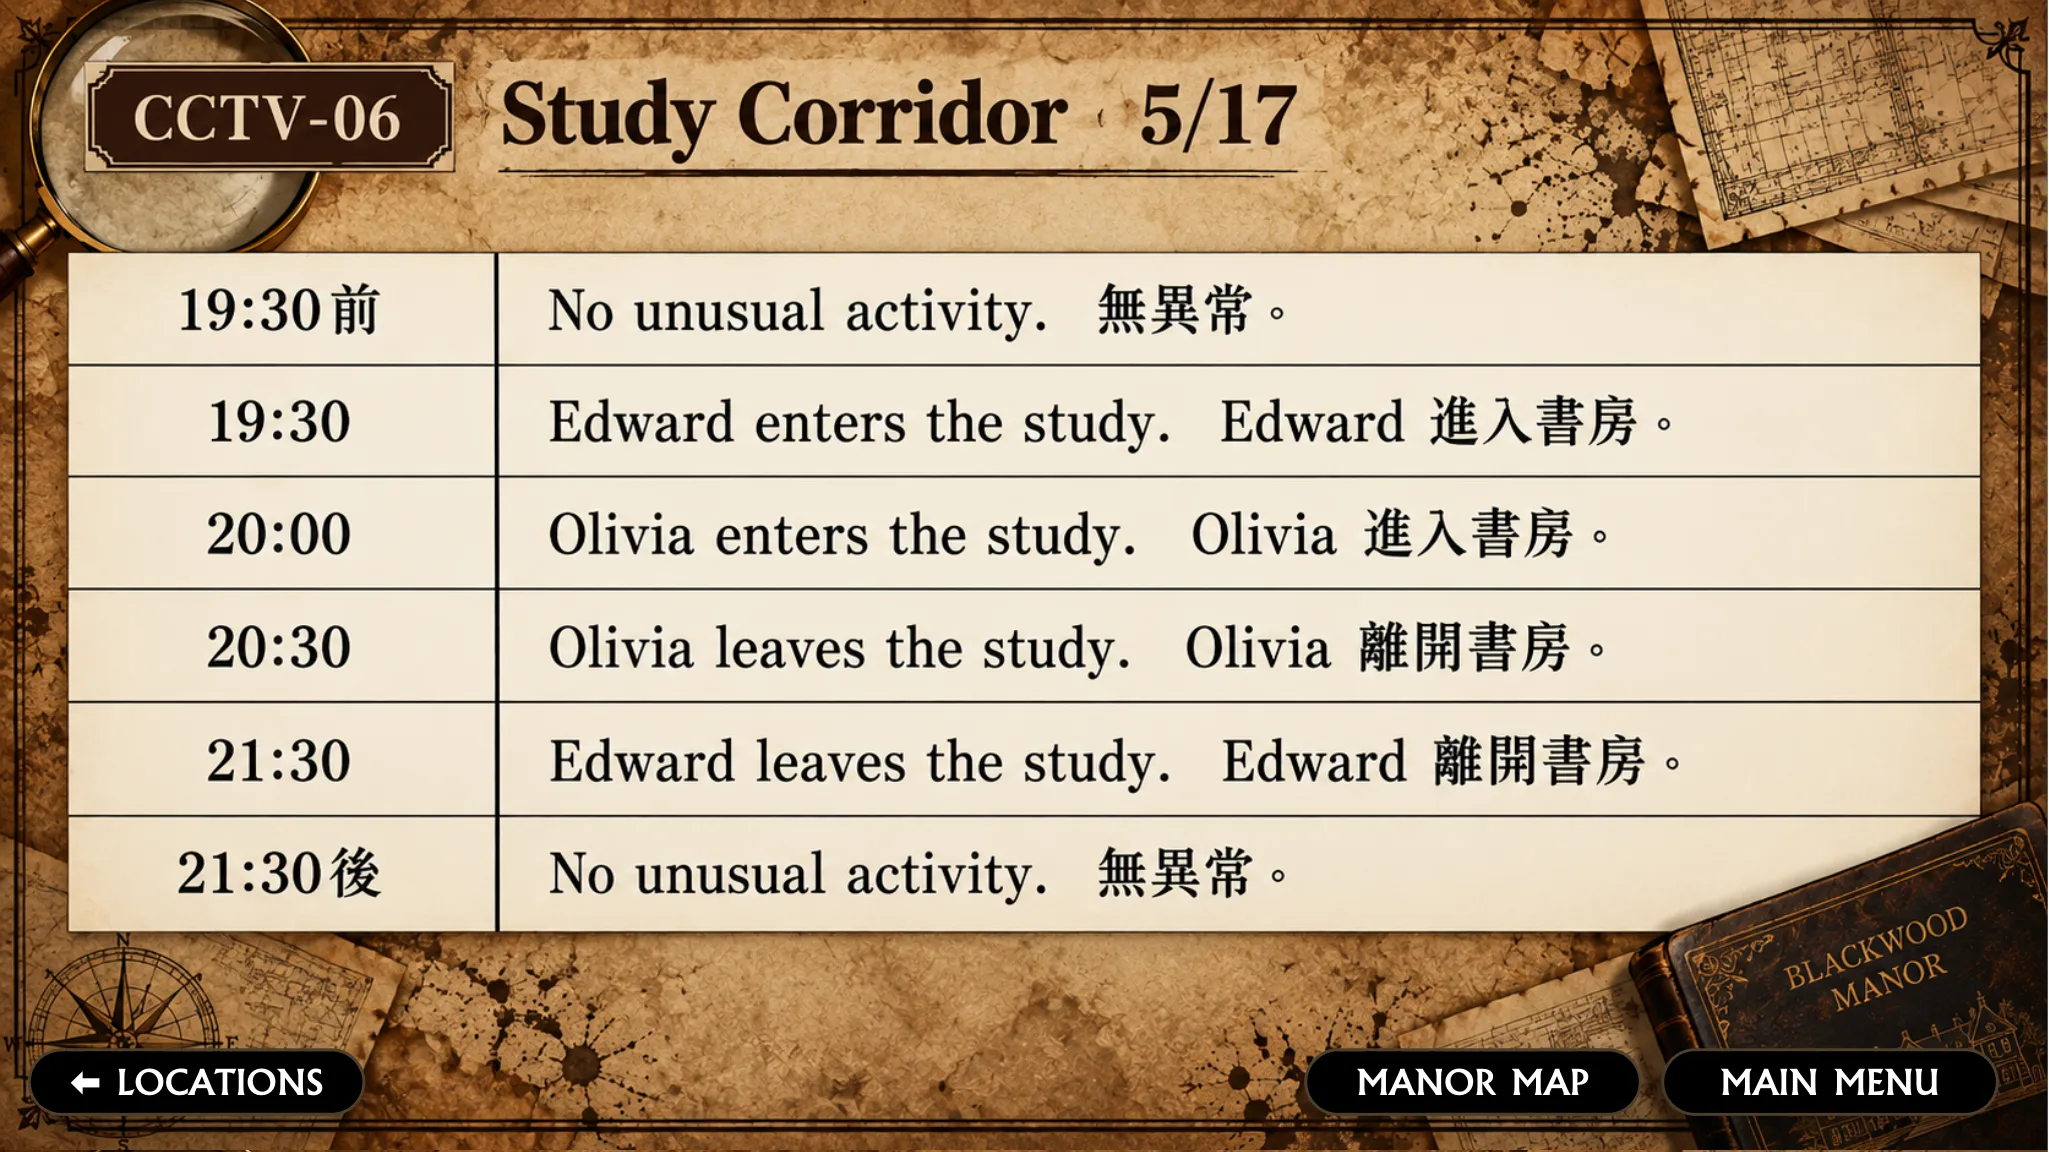 CCTV-06 Study Corridor 5/17
19:30前 No unusual activity. 無異常。
19:30 Edward enters the study. Edward 進入書房。
20:00 Olivia enters the study. Olivia 進入書房。
20:30 Olivia leaves the study. Olivia 離開書房。
21:30 Edward leaves the study. Edward 離開書房。
21:30後 No unusual activity. 無異常。
BLACKWOOD
MANOR
N
W E
S
← LOCATIONS MANOR MAP MAIN MENU